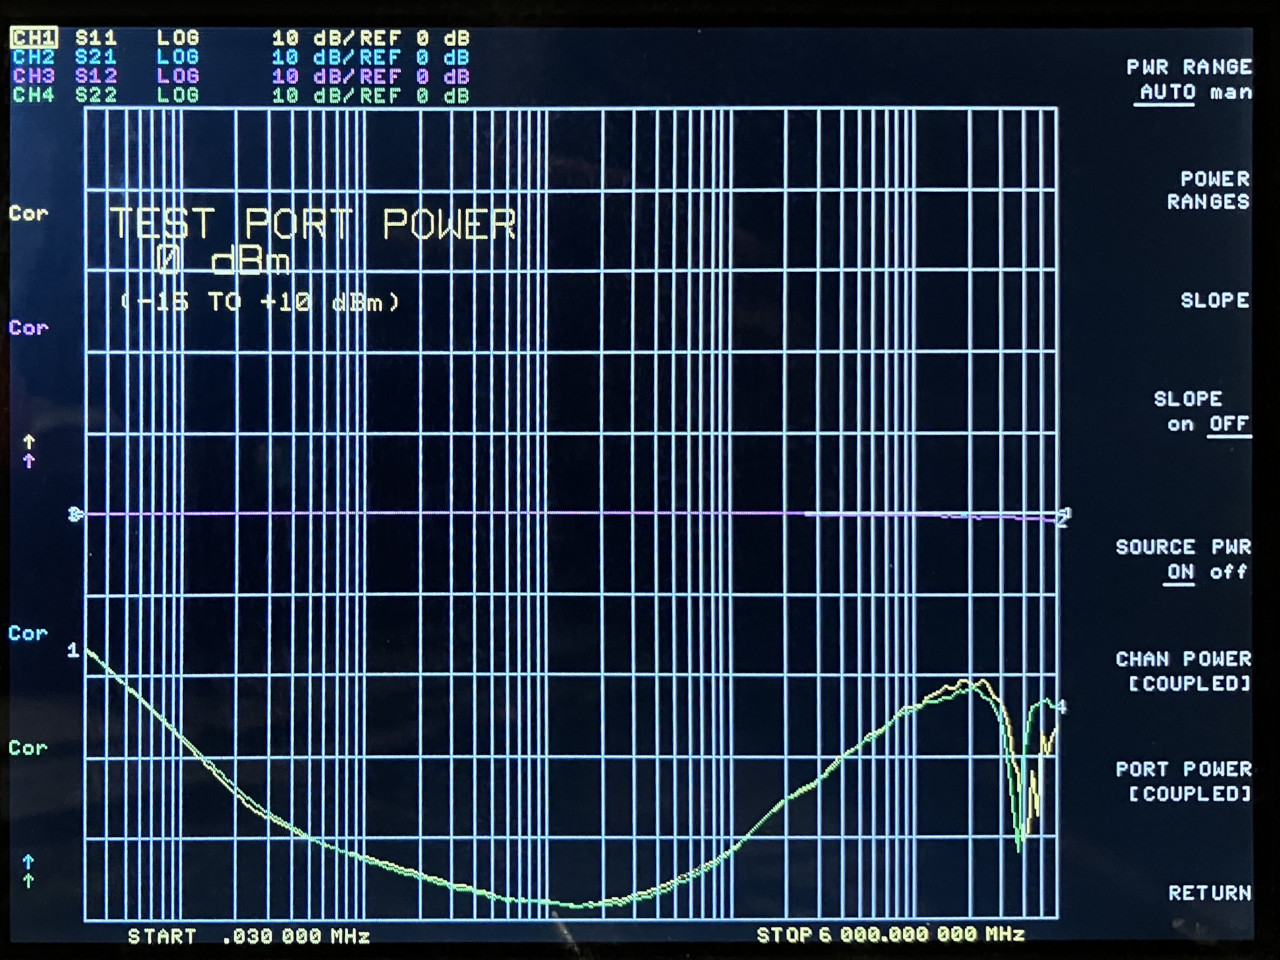 CH1 S11 LOG 10 dB/REF 0 dB
CH2 S21 LOG 10 dB/REF 0 dB
CH3 S12 LOG 10 dB/REF 0 dB
CH4 S22 LOG 10 dB/REF 0 dB
PWR RANGE
AUTO man
POWER
RANGES
Cor
TEST PORT POWER
0 dBm
(-15 TO +10 dBm)
SLOPE
Cor
SLOPE
on OFF
↑
↑
SOURCE PWR
ON off
Cor
1
CHAN POWER
[COUPLED]
4
Cor
PORT POWER
[COUPLED]
↑
↑
RETURN
START .030 000 MHz
STOP 6 000.000 000 MHz